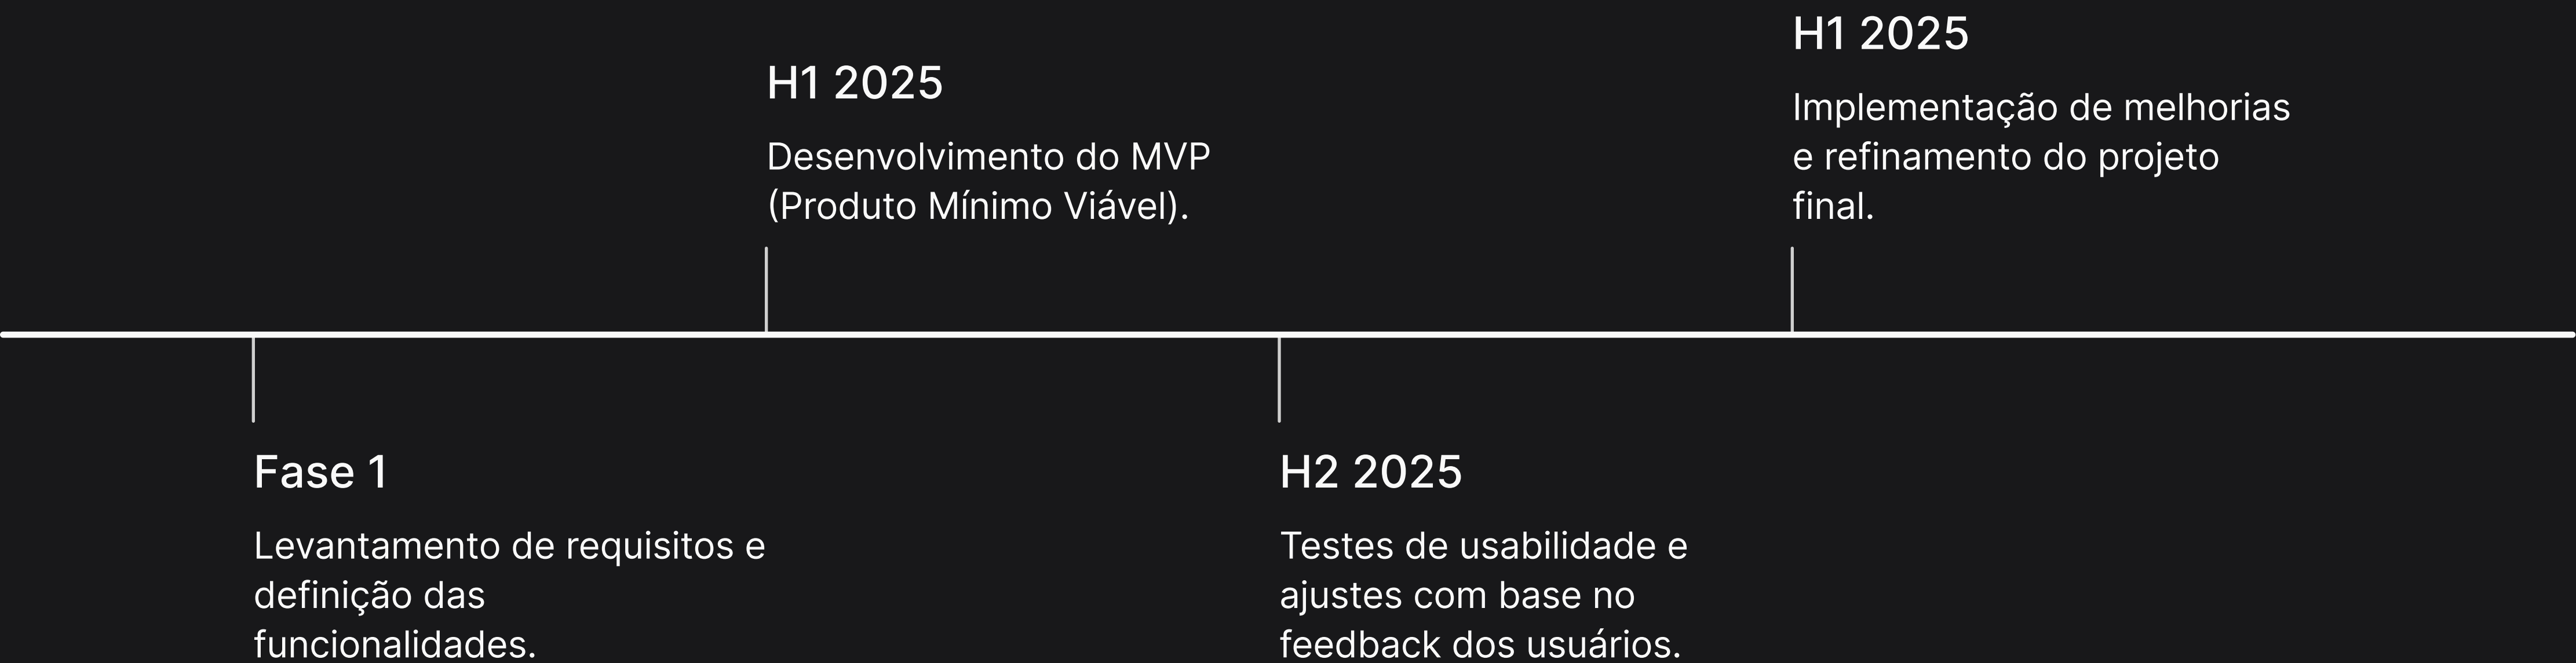 Fase 1
Levantamento de requisitos e
definição das
funcionalidades.
H1 2025
Desenvolvimento do MVP
(Produto Mínimo Viável).
H2 2025
Testes de usabilidade e
ajustes com base no
feedback dos usuários.
H1 2025
Implementação de melhorias
e refinamento do projeto
final.